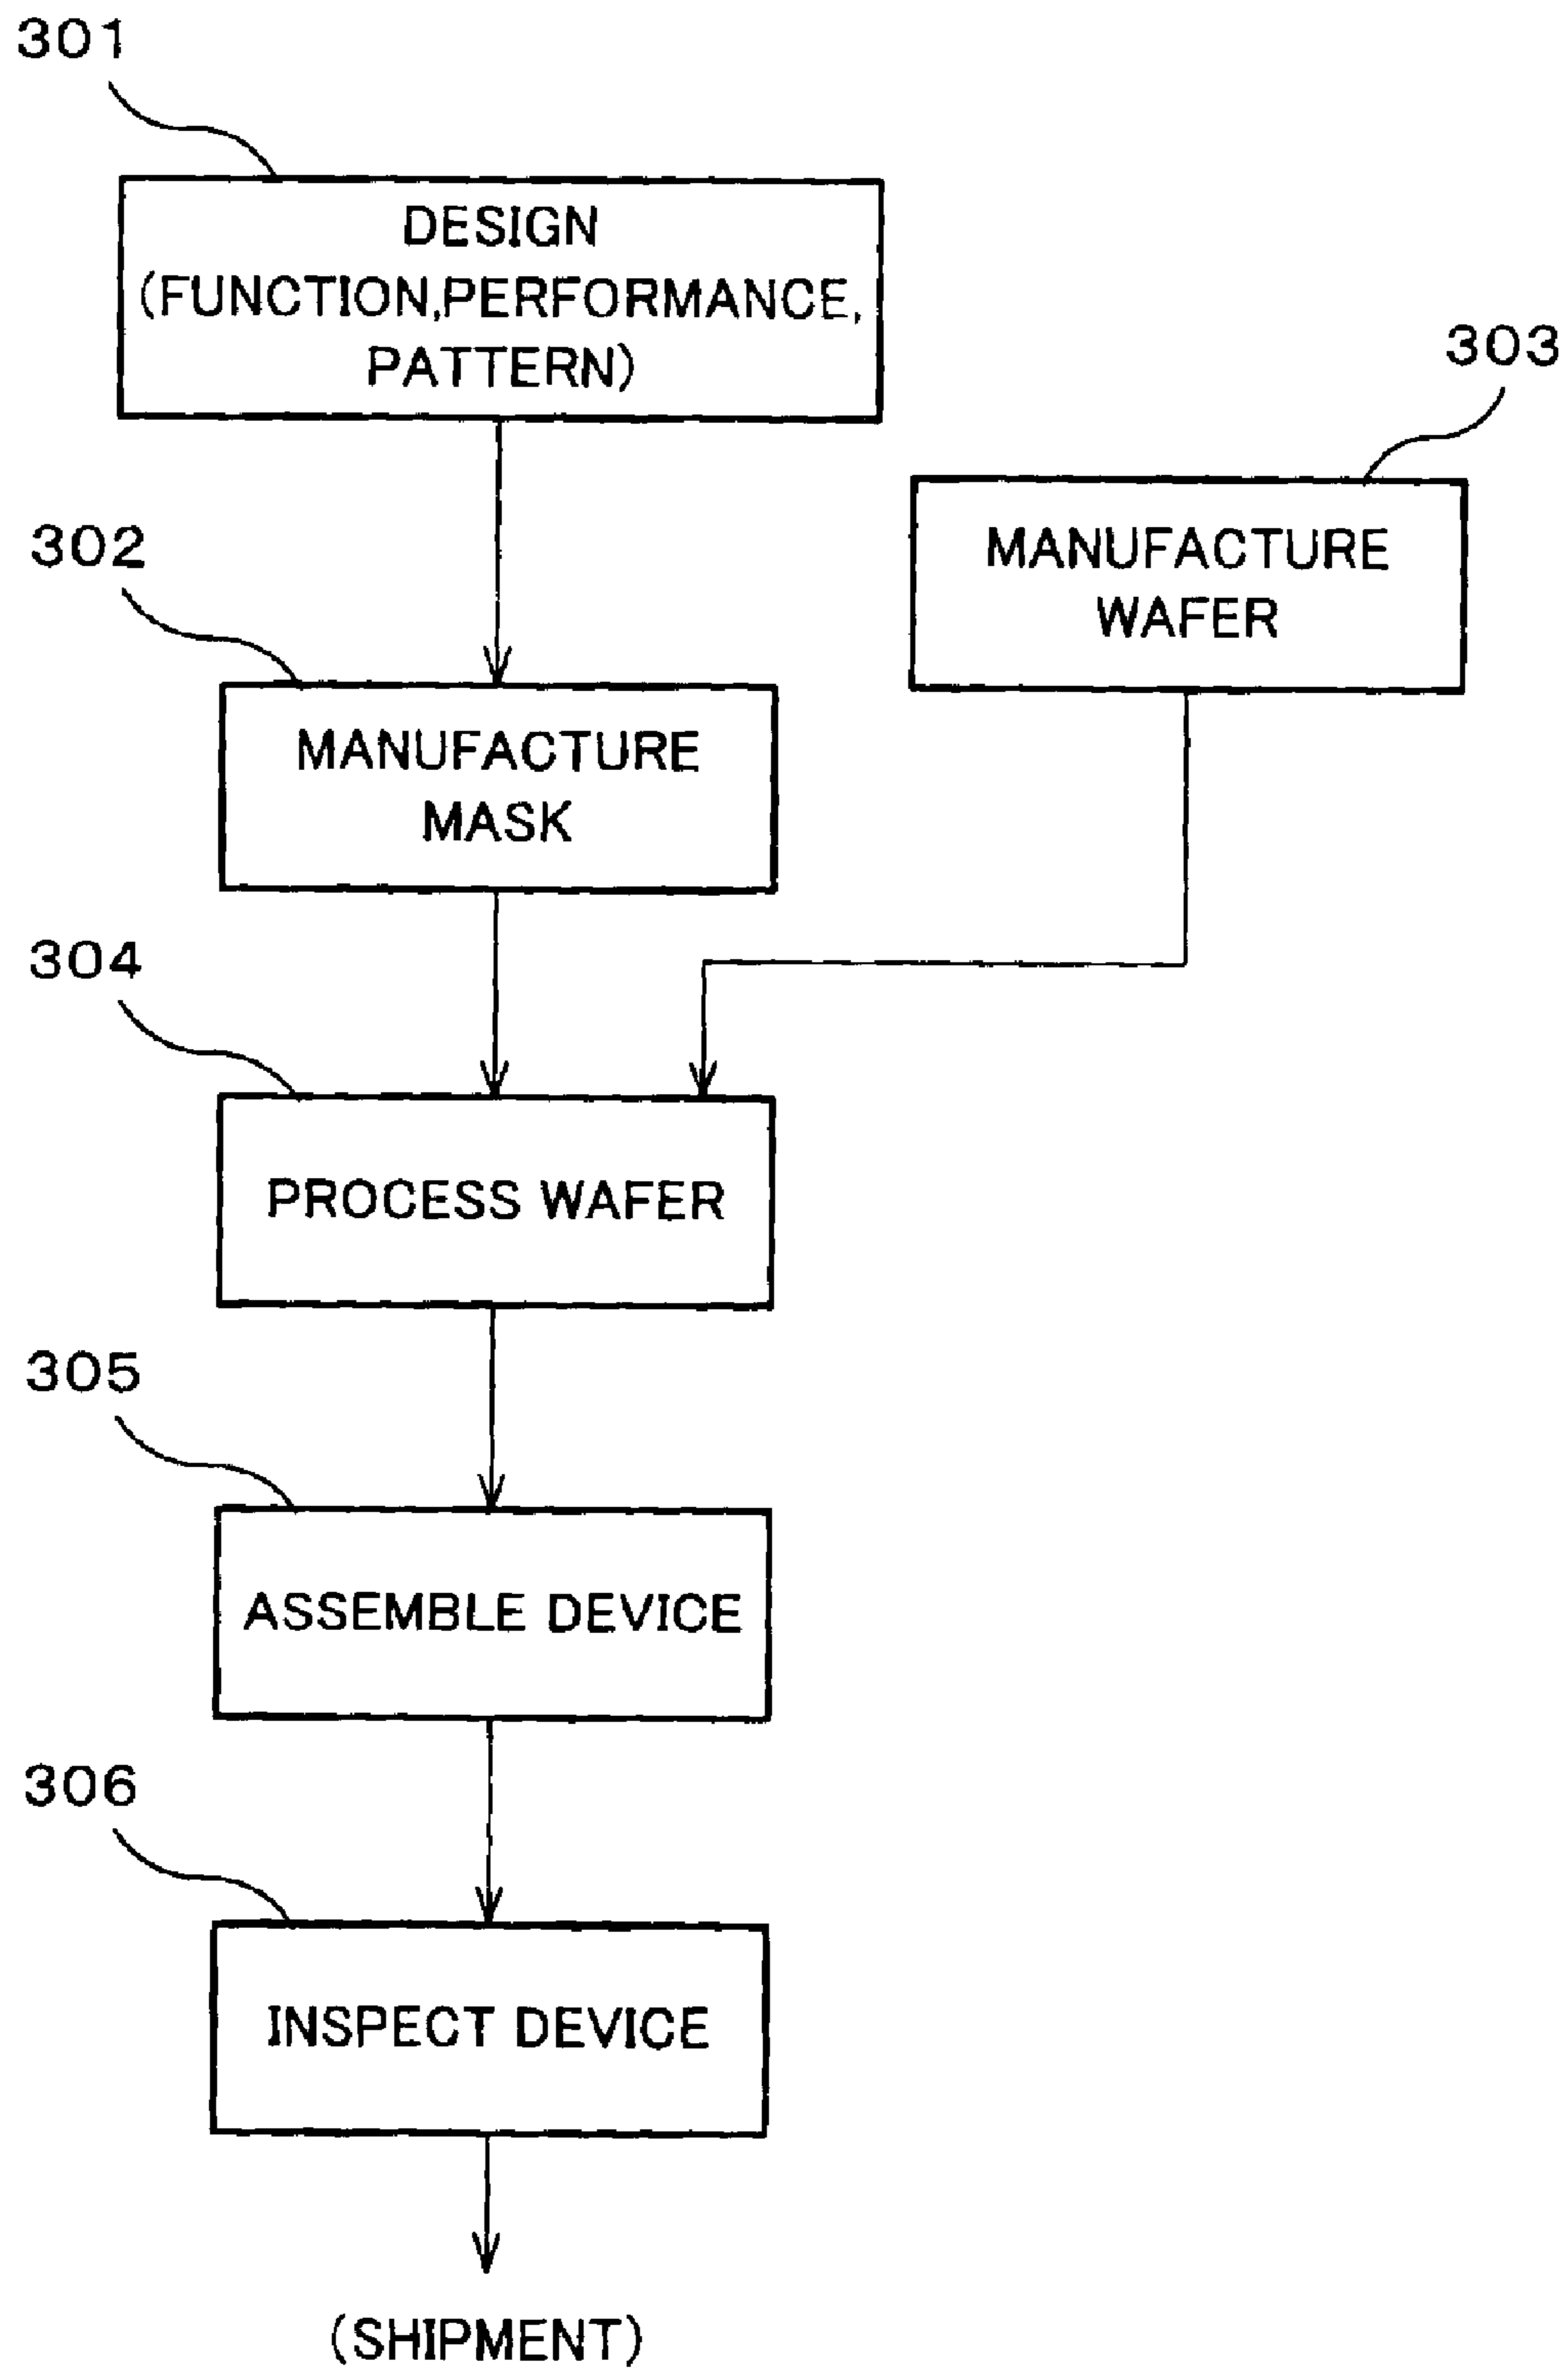 301
DESIGN
(FUNCTION,PERFORMANCE,
PATTERN)
303
MANUFACTURE
WAFER
302
MANUFACTURE
MASK
304
PROCESS WAFER
305
ASSEMBLE DEVICE
306
INSPECT DEVICE
(SHIPMENT)